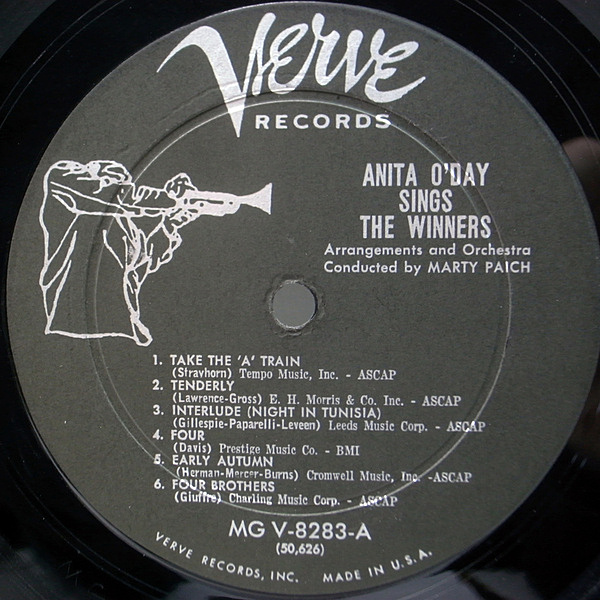 Verve
RECORDS
ANITA O'DAY
SINGS
THE WINNERS
Arrangements and Orchestra
Conducted by MARTY PAICH
1. TAKE THE 'A' TRAIN
(Strayhorn) Tempo Music, Inc. - ASCAP
2. TENDERLY
(Lawrence-Gross) E. H. Morris & Co. Inc. - ASCAP
3. INTERLUDE (NIGHT IN TUNISIA)
(Gillespie-Paparelli-Leveen) Leeds Music Corp. - ASCAP
4. FOUR
(Davis) Prestige Music Co. - BMI
5. EARLY AUTUMN
(Herman-Mercer-Burns) Cromwell Music, Inc. -ASCAP
6. FOUR BROTHERS
(Giuffre) Charling Music Corp. - ASCAP
MG V-8283-A
(50,626)
VERVE RECORDS, INC. MADE IN U.S.A.